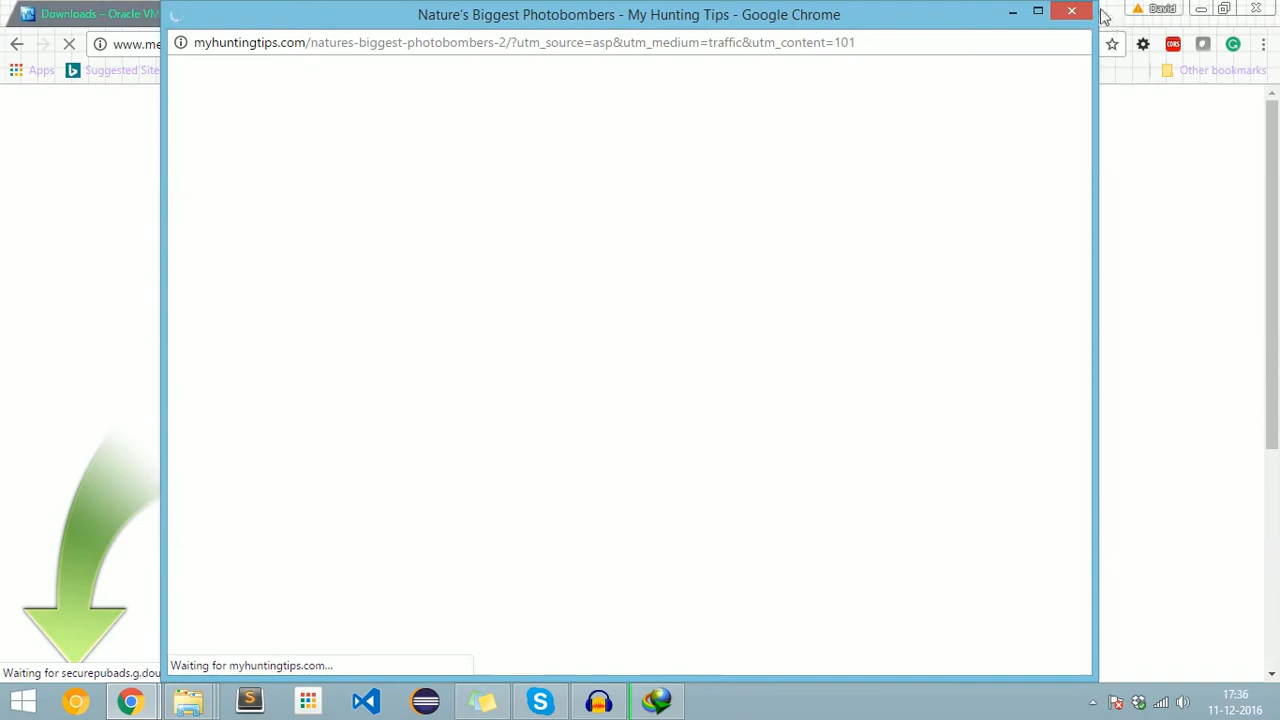 Nature's Biggest Photobombers - My Hunting Tips - Google Chrome
Downloads – Oracle VM
David
www.me
myhuntingtips.com/natures-biggest-photobombers-2/?utm_source=asp&utm_medium=traffic&utm_content=101
Apps
Suggested Site
Other bookmarks
Waiting for securepubads.g.dou
Waiting for myhuntingtips.com...
17:36
11-12-2016